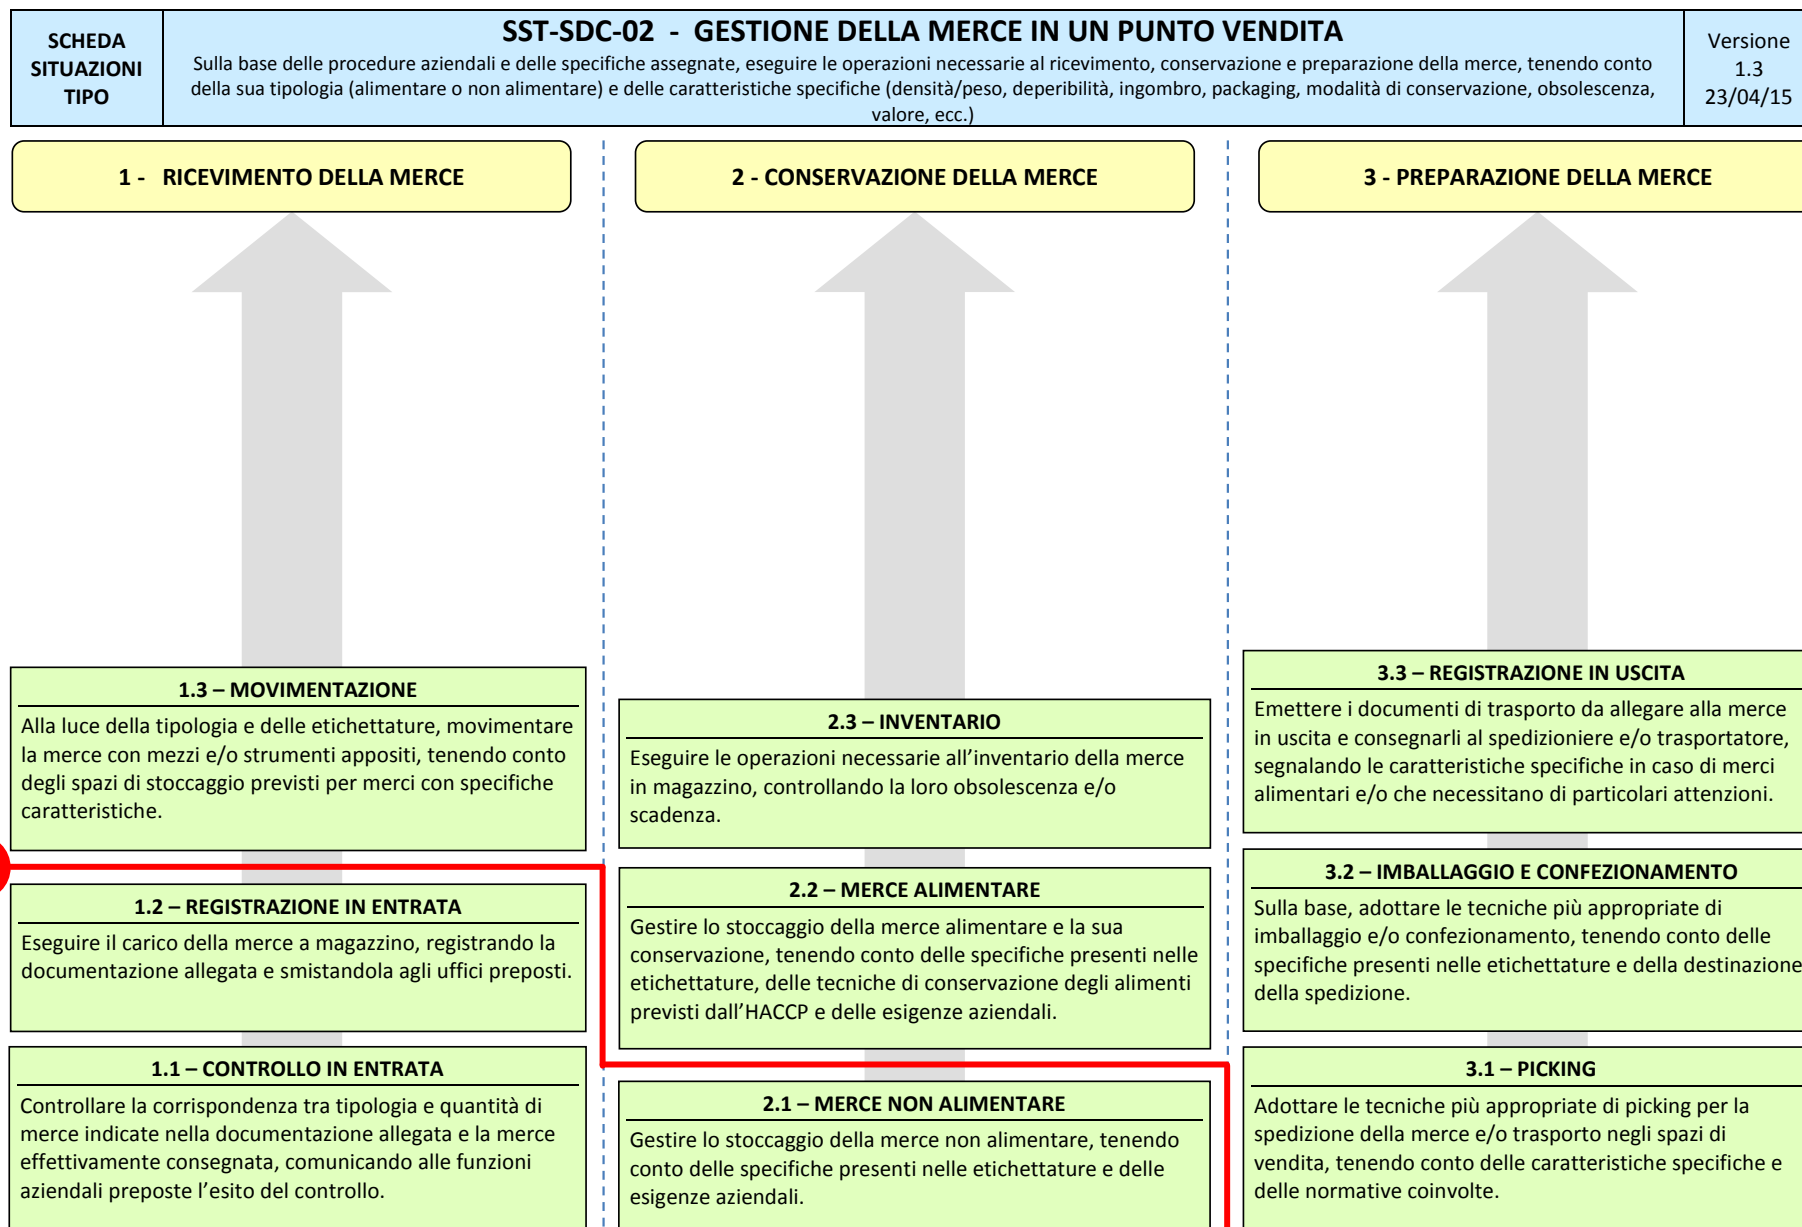 SCHEDA
SITUAZIONI
TIPO
SST-SDC-02 - GESTIONE DELLA MERCE IN UN PUNTO VENDITA
Sulla base delle procedure aziendali e delle specifiche assegnate, eseguire le operazioni necessarie al ricevimento, conservazione e preparazione della merce, tenendo conto
della sua tipologia (alimentare o non alimentare) e delle caratteristiche specifiche (densità/peso, deperibilità, ingombro, packaging, modalità di conservazione, obsolescenza,
valore, ecc.)
Versione
1.3
23/04/15
1 - RICEVIMENTO DELLA MERCE
1.3 – MOVIMENTAZIONE
Alla luce della tipologia e delle etichettature, movimentare
la merce con mezzi e/o strumenti appositi, tenendo conto
degli spazi di stoccaggio previsti per merci con specifiche
caratteristiche.
1.2 – REGISTRAZIONE IN ENTRATA
Eseguire il carico della merce a magazzino, registrando la
documentazione allegata e smistandola agli uffici preposti.
1.1 – CONTROLLO IN ENTRATA
Controllare la corrispondenza tra tipologia e quantità di
merce indicate nella documentazione allegata e la merce
effettivamente consegnata, comunicando alle funzioni
aziendali preposte l’esito del controllo.
2 - CONSERVAZIONE DELLA MERCE
2.3 – INVENTARIO
Eseguire le operazioni necessarie all’inventario della merce
in magazzino, controllando la loro obsolescenza e/o
scadenza.
2.2 – MERCE ALIMENTARE
Gestire lo stoccaggio della merce alimentare e la sua
conservazione, tenendo conto delle specifiche presenti nelle
etichettature, delle tecniche di conservazione degli alimenti
previsti dall’HACCP e delle esigenze aziendali.
2.1 – MERCE NON ALIMENTARE
Gestire lo stoccaggio della merce non alimentare, tenendo
conto delle specifiche presenti nelle etichettature e delle
esigenze aziendali.
3 - PREPARAZIONE DELLA MERCE
3.3 – REGISTRAZIONE IN USCITA
Emettere i documenti di trasporto da allegare alla merce
in uscita e consegnarli al spedizioniere e/o trasportatore,
segnalando le caratteristiche specifiche in caso di merci
alimentari e/o che necessitano di particolari attenzioni.
3.2 – IMBALLAGGIO E CONFEZIONAMENTO
Sulla base, adottare le tecniche più appropriate di
imballaggio e/o confezionamento, tenendo conto delle
specifiche presenti nelle etichettature e della destinazione
della spedizione.
3.1 – PICKING
Adottare le tecniche più appropriate di picking per la
spedizione della merce e/o trasporto negli spazi di
vendita, tenendo conto delle caratteristiche specifiche e
delle normative coinvolte.